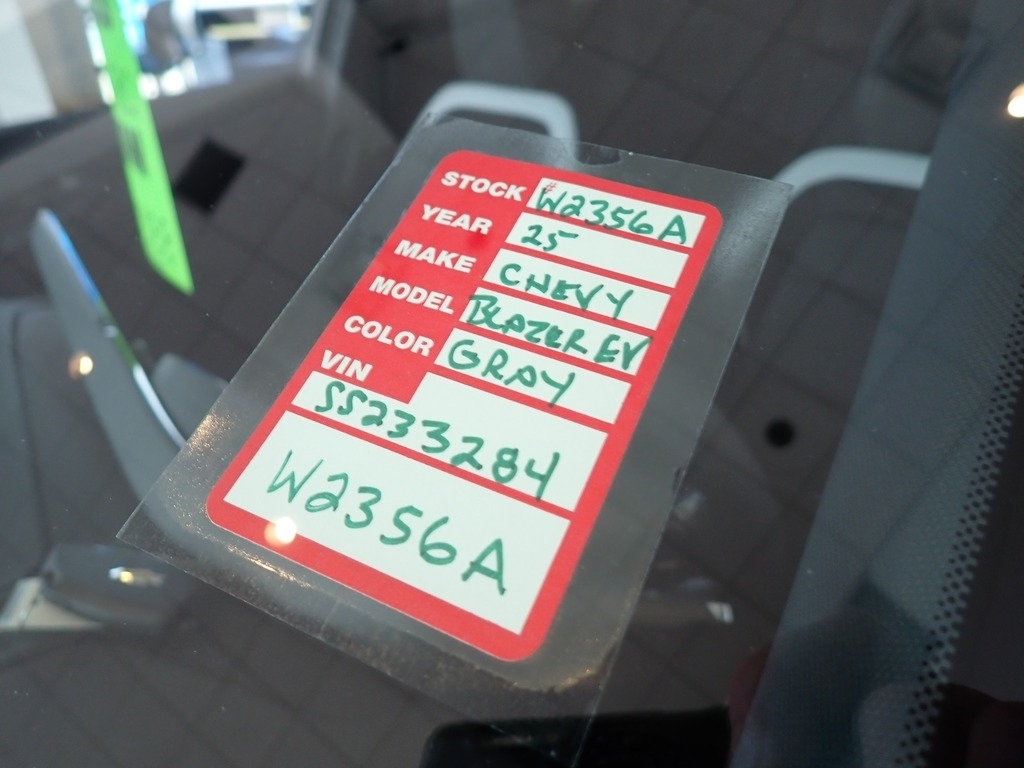 STOCK # W2356A
YEAR 25
MAKE CHEVY
MODEL BLAZER EV
COLOR GRAY
VIN
SS233284
W2356A